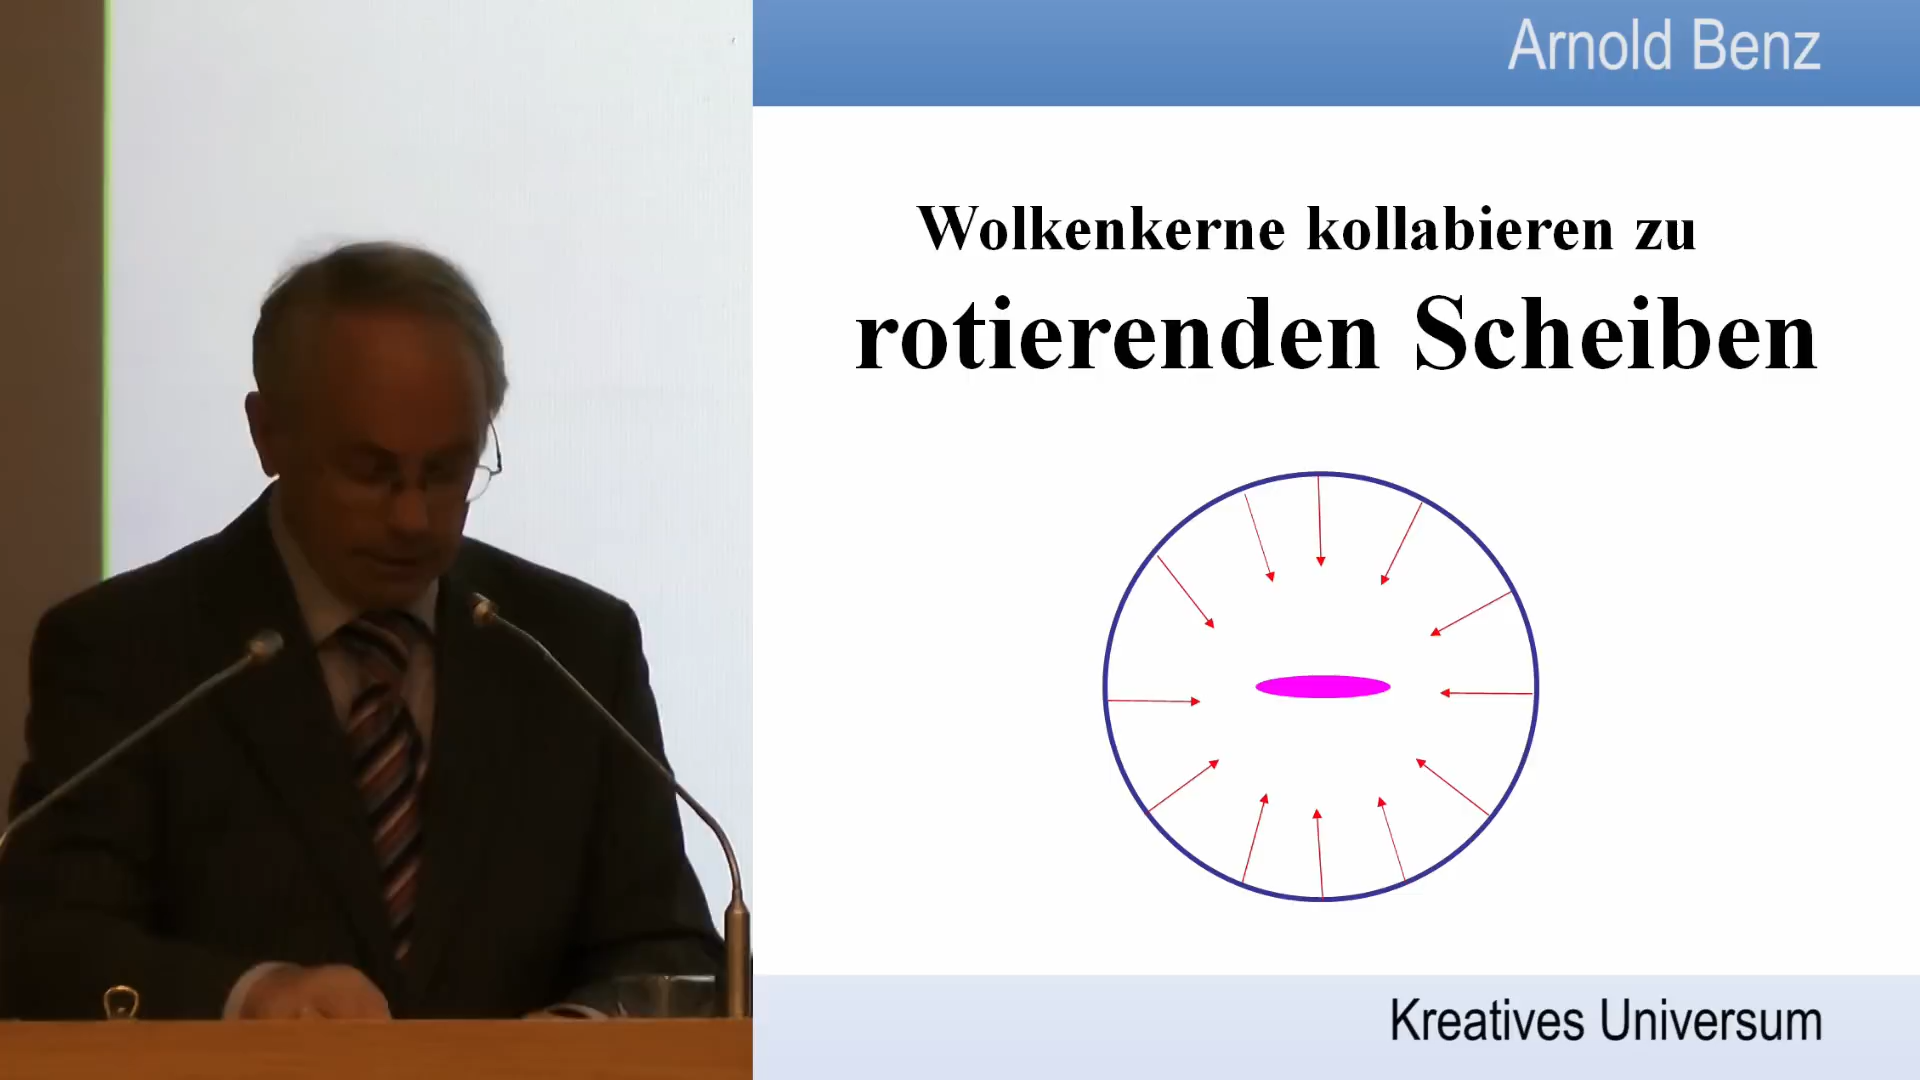 Arnold Benz
Wolkenkerne kollabieren zu
rotierenden Scheiben
Kreatives Universum